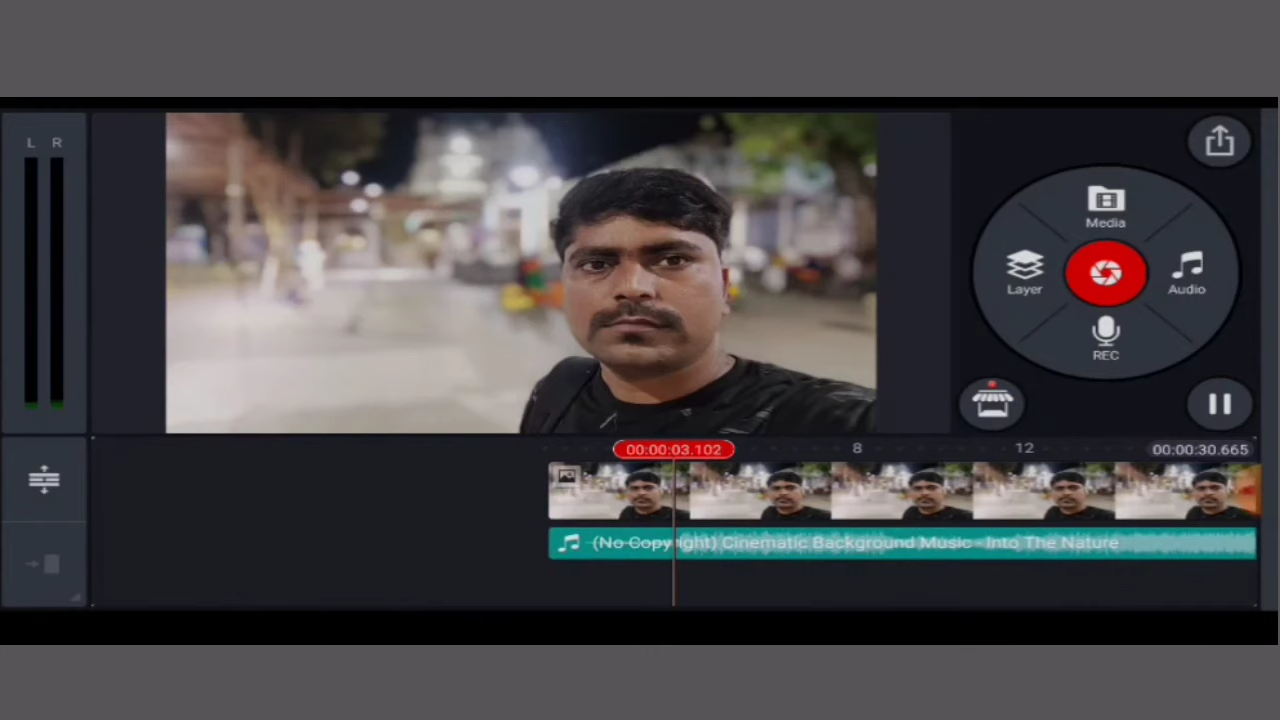 L R
Media
Layer
Audio
REC
00:00:03.102
8
12
00:00:30.665
(No Copyright) Cinematic Background Music - Into The Nature